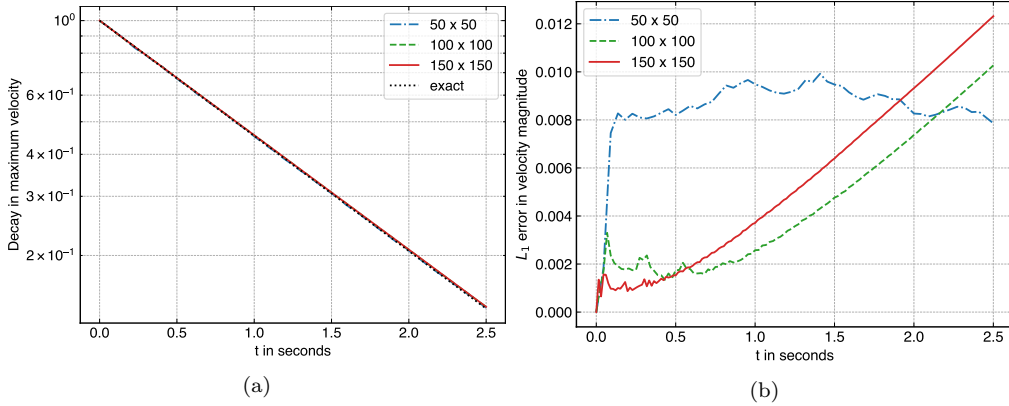 10⁰
6 × 10⁻¹
4 × 10⁻¹
3 × 10⁻¹
2 × 10⁻¹
Decay in maximum velocity
50 x 50
100 x 100
150 x 150
exact
0.0 0.5 1.0 1.5 2.0 2.5
t in seconds
(a)
0.012
0.010
0.008
0.006
0.004
0.002
0.000
L₁ error in velocity magnitude
50 x 50
100 x 100
150 x 150
0.0 0.5 1.0 1.5 2.0 2.5
t in seconds
(b)